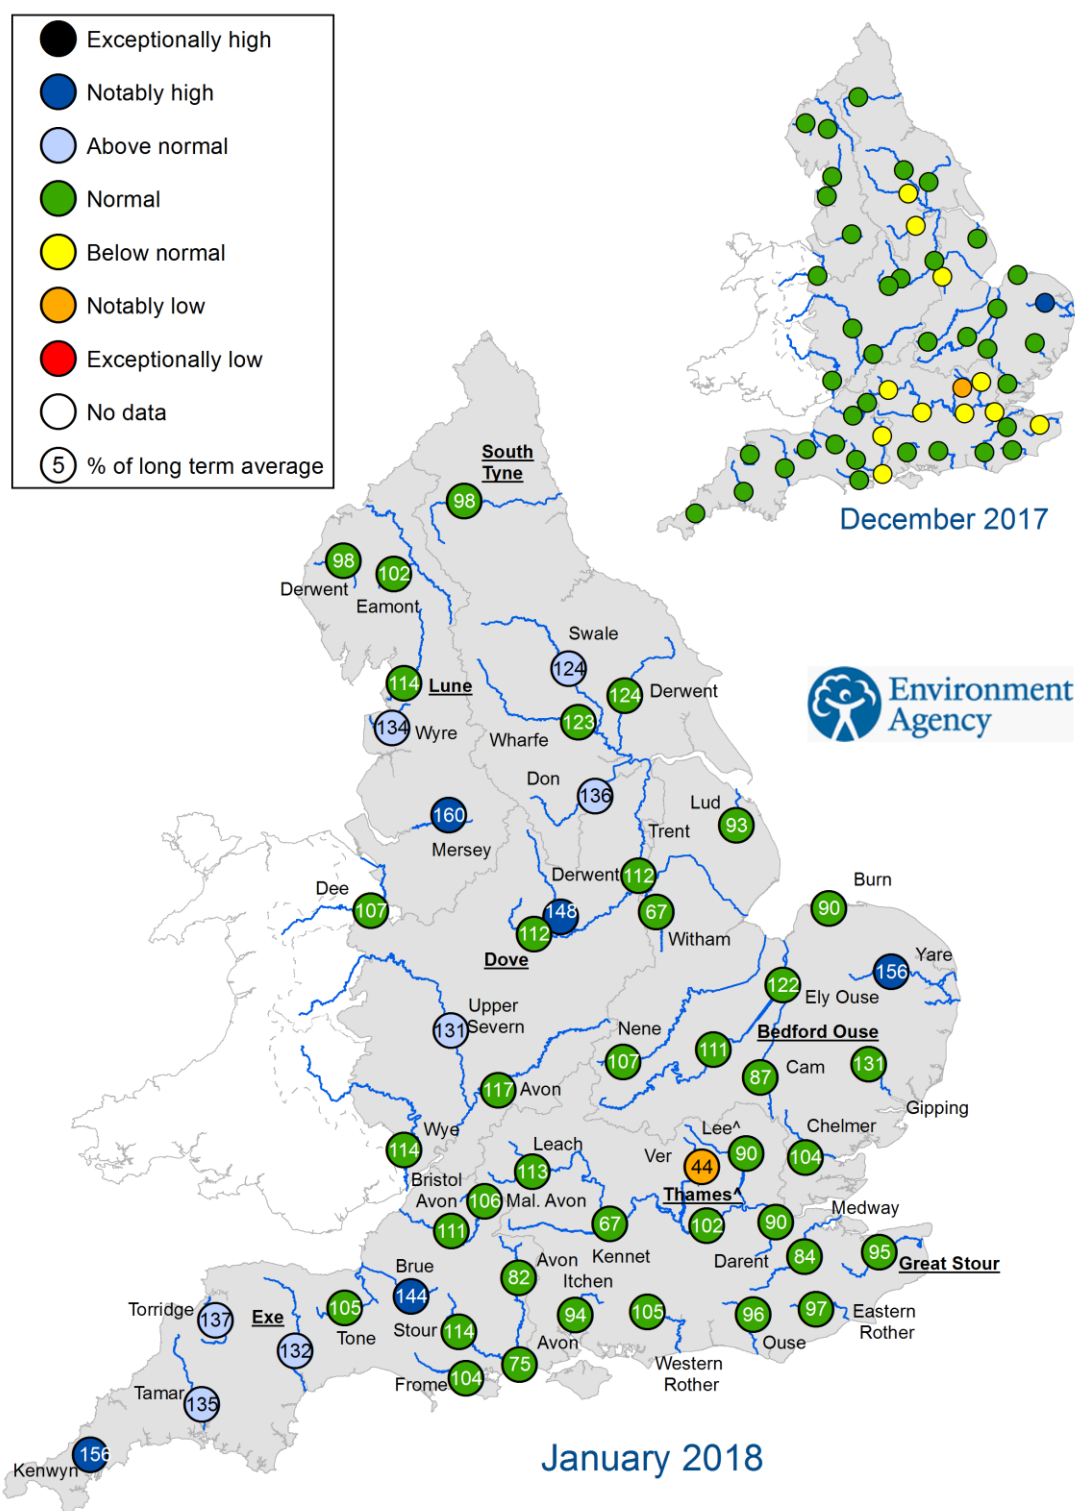 Exceptionally high
Notably high
Above normal
Normal
Below normal
Notably low
Exceptionally low
No data
5 % of long term average
December 2017
South
Tyne
98
98
Derwent
102
Eamont
Swale
124
114
Lune
124
Derwent
Environment
Agency
134
Wyre
123
Wharfe
Don
136
160
Mersey
Lud
93
Trent
Derwent
112
Dee
107
148
112
Dove
67
Witham
Burn
90
Yare
156
122
Ely Ouse
Upper
Severn
131
Nene
107
Bedford Ouse
111
87
Cam
131
Gipping
117
Avon
Wye
114
Leach
113
Lee^
90
Ver
44
Chelmer
104
Bristol
Avon
106
Mal. Avon
111
Thames^
102
67
Kennet
90
Darent
Medway
84
95
Great Stour
Avon
82
Itchen
94
Brue
144
105
Tone
Torridge
137
Exe
132
Stour
114
105
Western
Rother
96
Ouse
97
Eastern
Rother
Avon
75
Frome
104
Tamar
135
Kenwyn
156
January 2018